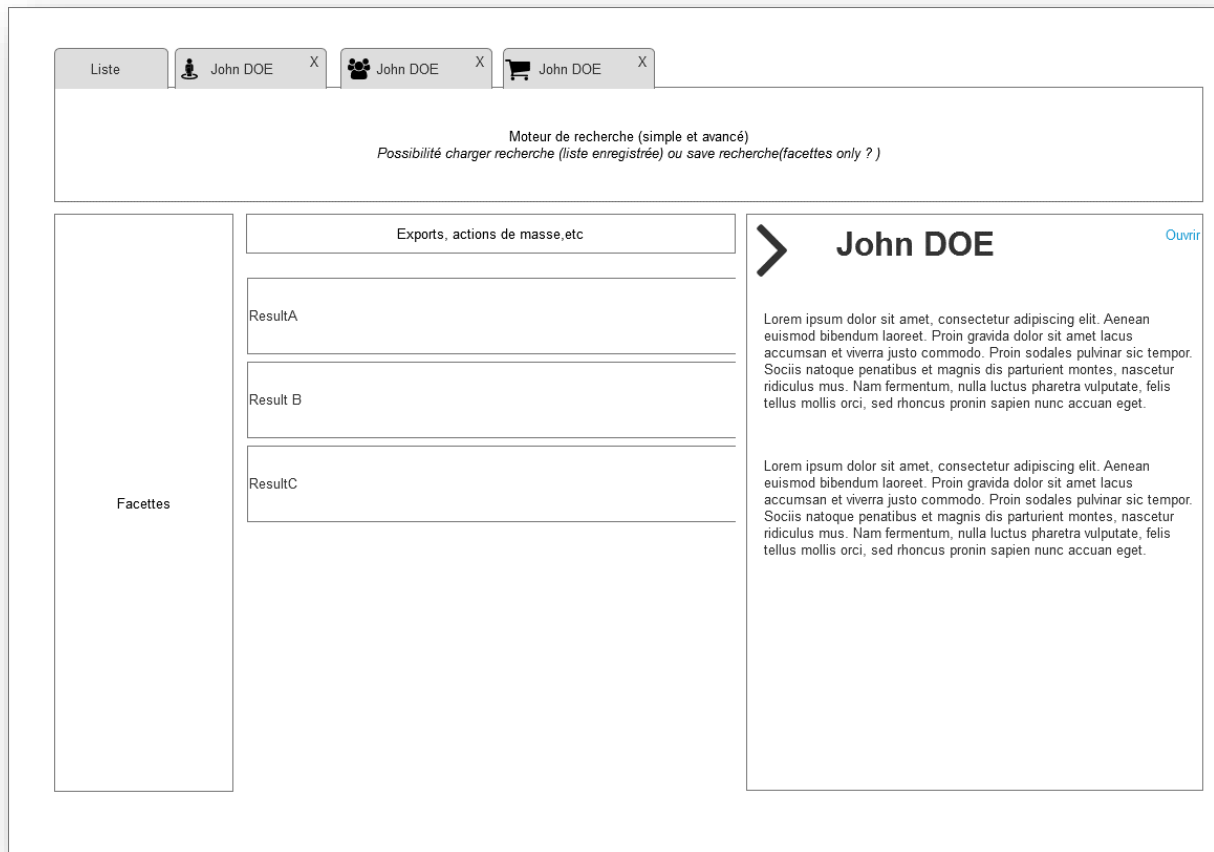 Liste
John DOE X
John DOE X
John DOE X
Moteur de recherche (simple et avancé)
Possibilité charger recherche (liste enregistrée) ou save recherche(facettes only ? )
Facettes
Exports, actions de masse,etc
ResultA
Result B
ResultC
John DOE
Ouvrir
Lorem ipsum dolor sit amet, consectetur adipiscing elit. Aenean
euismod bibendum laoreet. Proin gravida dolor sit amet lacus
accumsan et viverra justo commodo. Proin sodales pulvinar sic tempor.
Sociis natoque penatibus et magnis dis parturient montes, nascetur
ridiculus mus. Nam fermentum, nulla luctus pharetra vulputate, felis
tellus mollis orci, sed rhoncus pronin sapien nunc accuan eget.
Lorem ipsum dolor sit amet, consectetur adipiscing elit. Aenean
euismod bibendum laoreet. Proin gravida dolor sit amet lacus
accumsan et viverra justo commodo. Proin sodales pulvinar sic tempor.
Sociis natoque penatibus et magnis dis parturient montes, nascetur
ridiculus mus. Nam fermentum, nulla luctus pharetra vulputate, felis
tellus mollis orci, sed rhoncus pronin sapien nunc accuan eget.